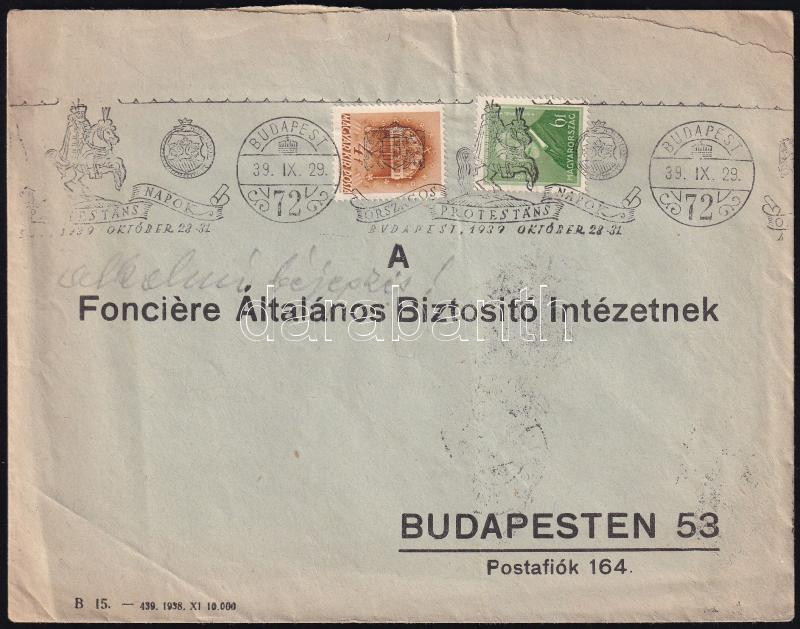 BUDAPEST 39. IX. 29. 72
NAPOK
BUDAPEST, 1939 OKTÓBER 28-31
ORSZÁGOS PROTESTÁNS NAPOK
BUDAPEST 39. IX. 29. 72
1939 OKTÓBER 28-31
MAGYARORSZÁG
6f
MAGYARORSZÁG
A
alkalmi
Foncière Általános Biztosító Intézetnek
darabanth
BUDAPESTEN 53
Postafiók 164.
B 15. — 439. 1938. XI 10.000